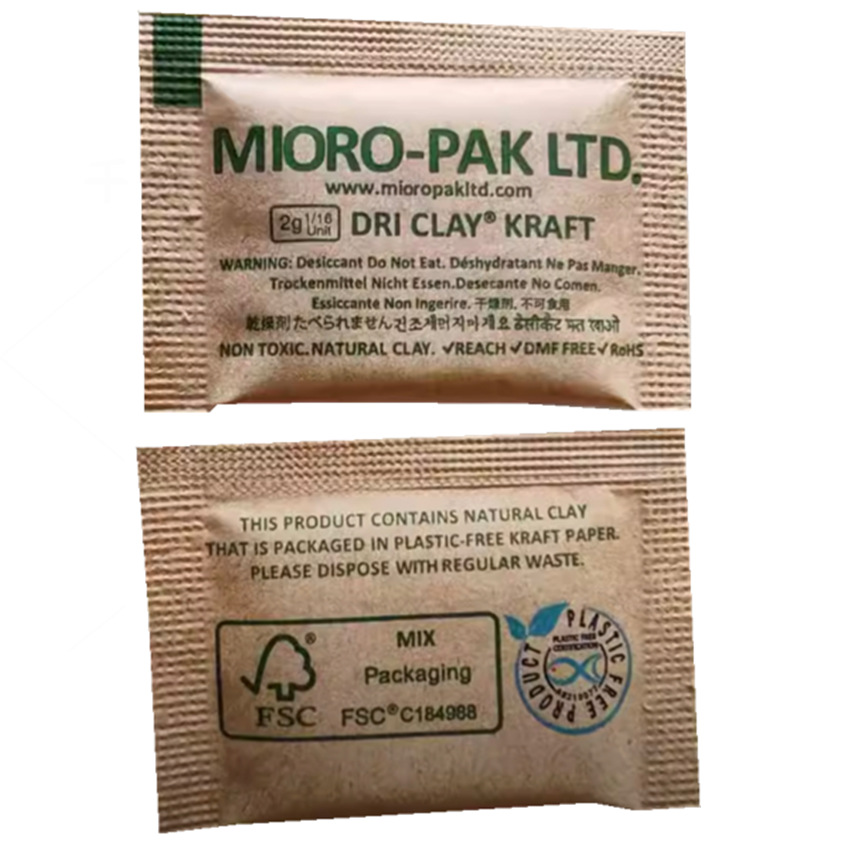 MIORO-PAK LTD.
www.mioropakltd.com
2g 1/16 Unit DRI CLAY® KRAFT
WARNING: Desiccant Do Not Eat. Déshydratant Ne Pas Manger.
Trockenmittel Nicht Essen.Desecante No Comen.
Essiccante Non Ingerire. 干燥剂, 不可食用
乾燥剤たべられません건조제먹지마세요 डेसीकेट मत खाओ
NON TOXIC. NATURAL CLAY. ✓REACH ✓DMF FREE✓ RoHS
THIS PRODUCT CONTAINS NATURAL CLAY
THAT IS PACKAGED IN PLASTIC-FREE KRAFT PAPER.
PLEASE DISPOSE WITH REGULAR WASTE.
®
FSC
MIX
Packaging
FSC® C184988
PLASTIC FREE PRODUCT
PLASTIC FREE
CERTIFICATION